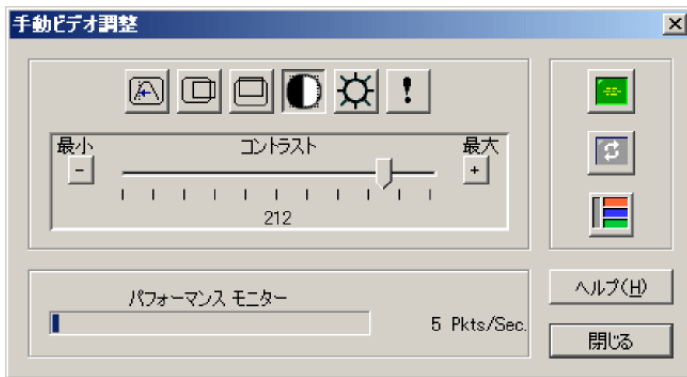 手動ビデオ調整
最小 コントラスト 最大
212
パフォーマンス モニター
5 Pkts/Sec.
ヘルプ(H)
閉じる